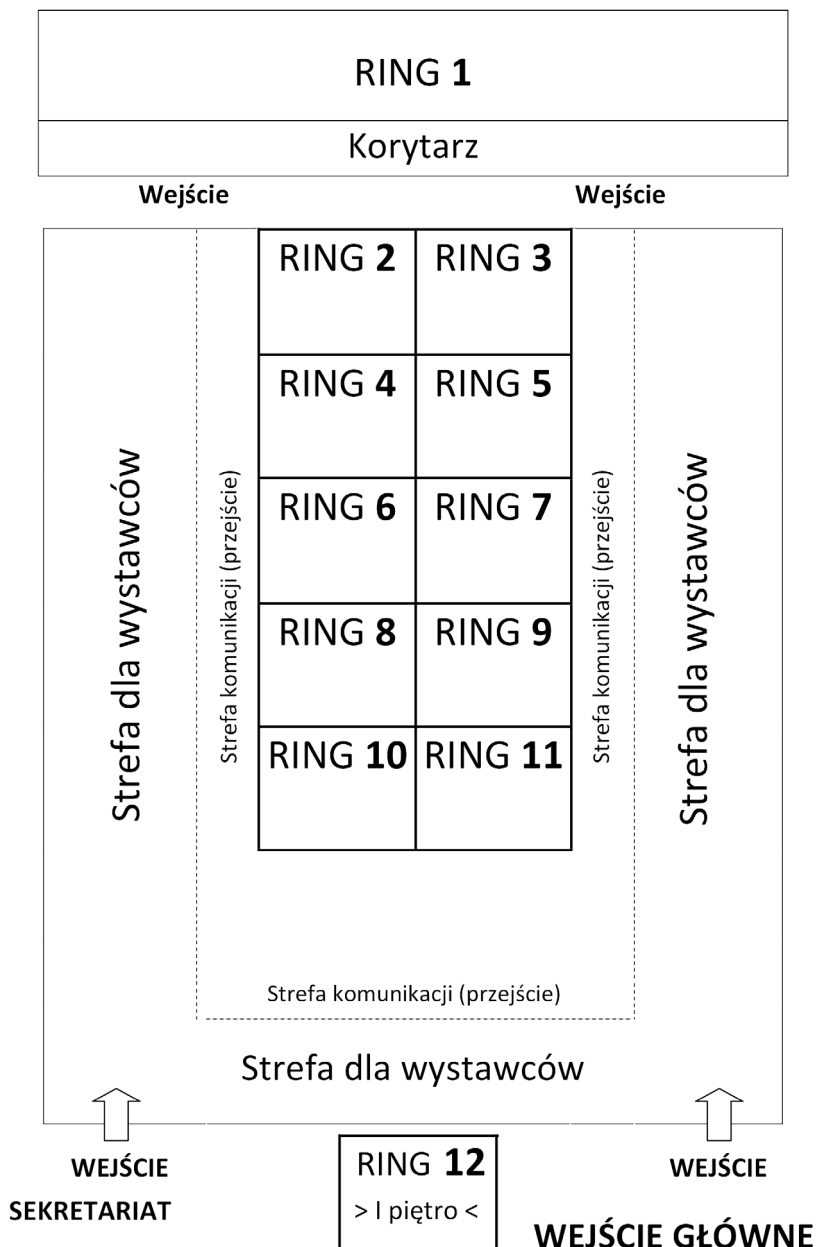 RING 1
Korytarz
Wejście
Wejście
RING 2
RING 3
RING 4
RING 5
RING 6
RING 7
RING 8
RING 9
RING 10
RING 11
Strefa dla wystawców
Strefa komunikacji (przejście)
Strefa komunikacji (przejście)
Strefa dla wystawców
Strefa komunikacji (przejście)
Strefa dla wystawców
WEJŚCIE
SEKRETARIAT
RING 12
> I piętro <
WEJŚCIE
WEJŚCIE GŁÓWNE